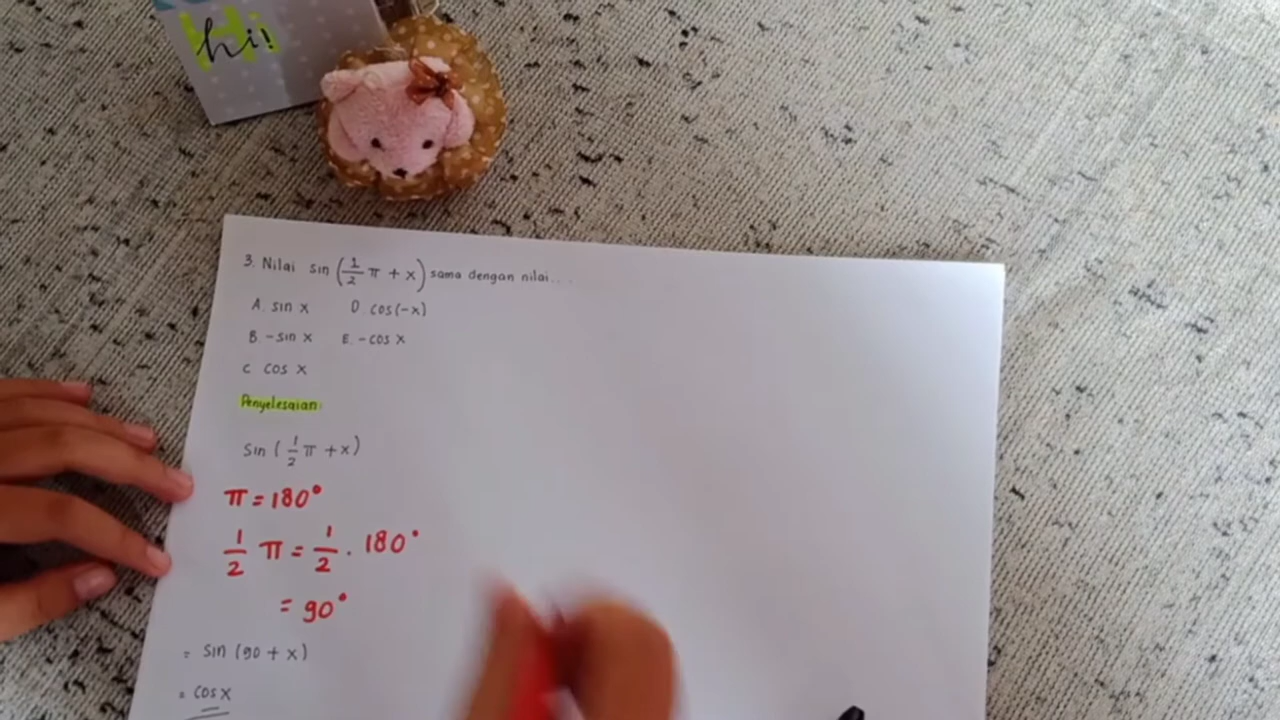 hi!
3. Nilai sin (1/2 π + x) sama dengan nilai...
A. sin x D. cos(-x)
B. -sin x E. -cos x
C. cos x
Penyelesaian:
Sin (1/2 π + x)
π = 180°
1/2 π = 1/2 . 180°
= 90°
= sin (90 + x)
= cos x